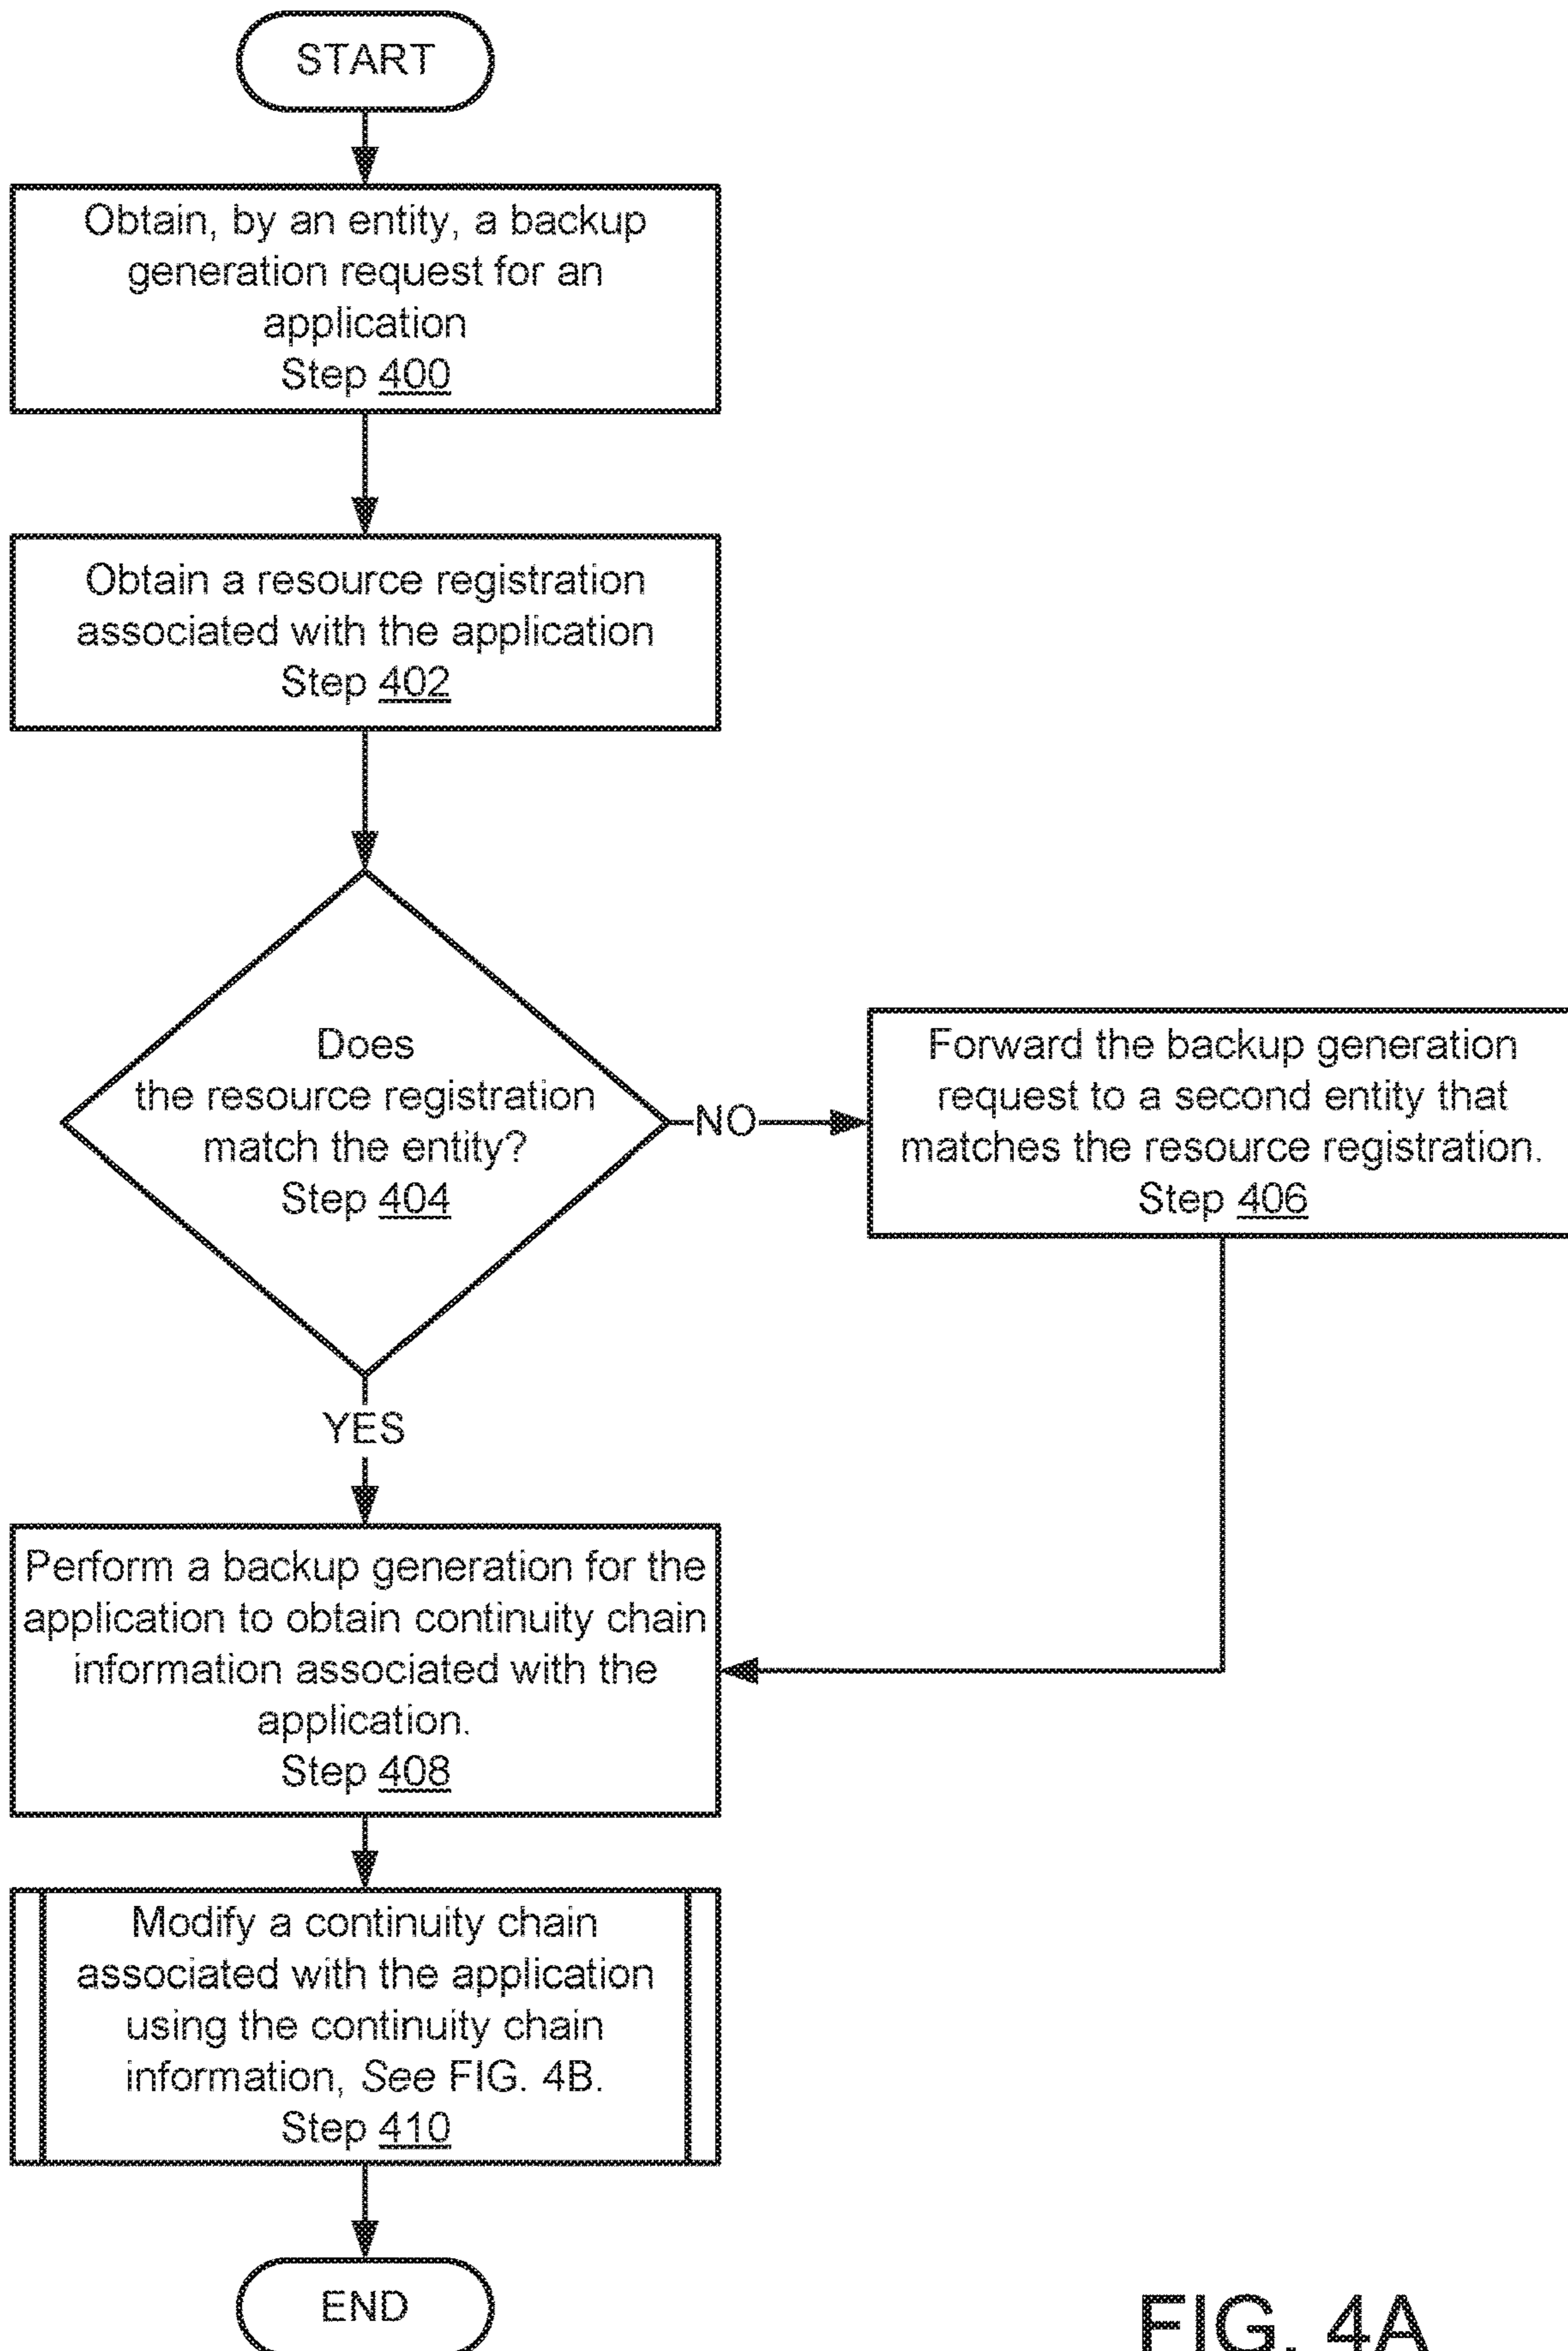 START
Obtain, by an entity, a backup
generation request for an
application
Step 400
Obtain a resource registration
associated with the application
Step 402
Does
the resource registration
match the entity?
Step 404
NO
Forward the backup generation
request to a second entity that
matches the resource registration.
Step 406
YES
Perform a backup generation for the
application to obtain continuity chain
information associated with the
application.
Step 408
Modify a continuity chain
associated with the application
using the continuity chain
information, See FIG. 4B.
Step 410
END
FIG. 4A